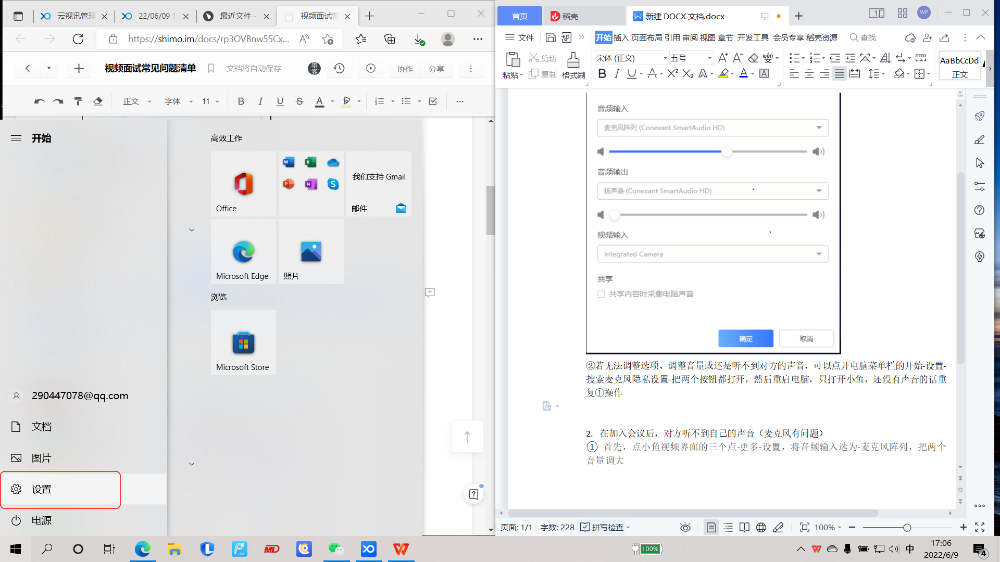 云视讯管理
22/06/09 1
最近文件 -
视频面试常
https://shimo.im/docs/rp3OVBnw55Cx...
视频面试常见问题清单
文档将自动保存
墨客
协作
分享
正文
字体
11
开始
高效工作
Office
我们支持 Gmail
邮件
Microsoft Edge
照片
浏览
Microsoft Store
290447078@qq.com
文档
图片
设置
电源
首页
稻壳
新建 DOCX 文档.docx
WP
文件
开始 插入 页面布局 引用 审阅 视图 章节 开发工具 会员专享 稻壳资源
查找
粘贴
剪切
复制
格式刷
宋体 (正文)
五号
AaBbCcDd
正文
音频输入
麦克风阵列 (Conexant SmartAudio HD)
音频输出
扬声器 (Conexant SmartAudio HD)
视频输入
Integrated Camera
共享
共享内容时采集电脑声音
确定
取消
②若无法调整选项、调整音量或还是听不到对方的声音，可以点开电脑菜单栏的开始-设置-
搜索麦克风隐私设置-把两个按钮都打开，然后重启电脑，只打开小鱼，还没有声音的话重
复①操作
2. 在加入会议后，对方听不到自己的声音（麦克风有问题）
① 首先，点小鱼视频界面的三个点-更多-设置，将音频输入选为-麦克风阵列，把两个
音量调大
页面: 1/1
字数: 228
拼写检查
100%
100%
中
17:06
2022/6/9
4